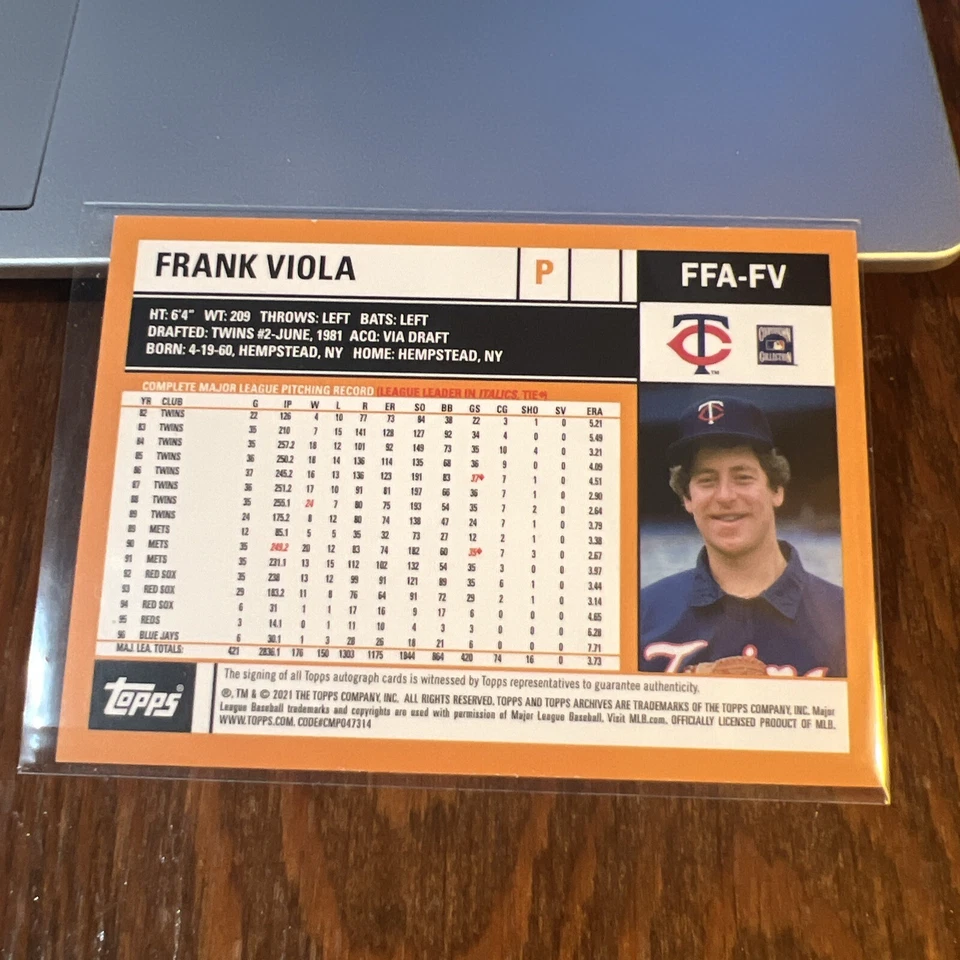 FRANK VIOLA P FFA-FV
HT: 6'4" WT: 209 THROWS: LEFT BATS: LEFT
DRAFTED: TWINS #2-JUNE, 1981 ACQ: VIA DRAFT
BORN: 4-19-60, HEMPSTEAD, NY HOME: HEMPSTEAD, NY
TC™
COOPERSTOWN
COLLECTION
COMPLETE MAJOR LEAGUE PITCHING RECORD (LEAGUE LEADER IN ITALICS, TIE♦)
YR CLUB G IP W L R ER SO BB GS CG SHO SV ERA
82 TWINS 22 126 4 10 77 73 84 38 22 3 1 0 5.21
83 TWINS 35 210 7 15 141 128 127 92 34 4 0 0 5.49
84 TWINS 35 257.2 18 12 101 92 149 73 35 10 4 0 3.21
85 TWINS 36 250.2 18 14 136 114 135 68 36 9 0 0 4.09
86 TWINS 37 245.2 16 13 136 123 191 83 37♦ 7 1 0 4.51
87 TWINS 36 251.2 17 10 91 81 197 66 36 7 1 0 2.90
88 TWINS 35 255.1 24 7 80 75 193 54 35 7 2 0 2.64
89 TWINS 24 175.2 8 12 80 74 138 47 24 7 1 0 3.79
89 METS 12 85.1 5 5 35 32 73 27 12 2 1 0 3.38
90 METS 35 249.2 20 12 83 74 182 60 35♦ 7 3 0 2.67
91 METS 35 231.1 13 15 112 102 132 54 35 3 0 0 3.97
92 RED SOX 35 238 13 12 99 91 121 89 35 6 1 0 3.44
93 RED SOX 29 183.2 11 8 76 64 91 72 29 2 1 0 3.14
94 RED SOX 6 31 1 1 17 16 9 17 6 0 0 0 4.65
95 REDS 3 14.1 0 1 11 10 4 3 3 0 0 0 6.28
96 BLUE JAYS 6 30.1 1 3 28 26 18 21 6 0 0 0 7.71
MAJ. LEA. TOTALS: 421 2836.1 176 150 1303 1175 1844 864 420 74 16 0 3.73
Topps®
The signing of all Topps autograph cards is witnessed by Topps representatives to guarantee authenticity.
®, TM & © 2021 THE TOPPS COMPANY, INC. ALL RIGHTS RESERVED. TOPPS AND TOPPS ARCHIVES ARE TRADEMARKS OF THE TOPPS COMPANY, INC. Major
League Baseball trademarks and copyrights are used with permission of Major League Baseball. Visit MLB.com. OFFICIALLY LICENSED PRODUCT OF MLB.
WWW.TOPPS.COM. CODE#CMP047314